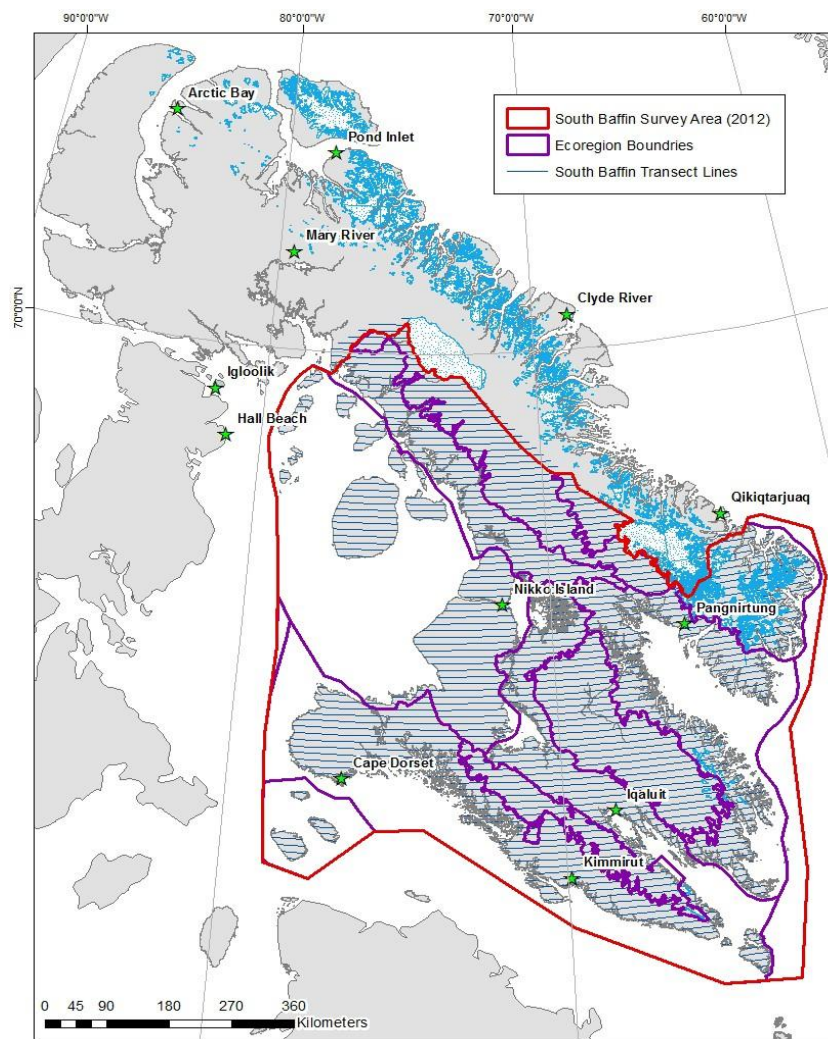 90°0'0"W
80°0'0"W
70°0'0"W
60°0'0"W
Arctic Bay
South Baffin Survey Area (2012)
Ecoregion Boundries
South Baffin Transect Lines
Pond Inlet
Mary River
Clyde River
70°0'0"N
Igloolik
Hall Beach
Qikiqtarjuaq
Nikko Island
Pangnirtung
Cape Dorset
Iqaluit
Kimmirut
0 45 90 180 270 360
Kilometers